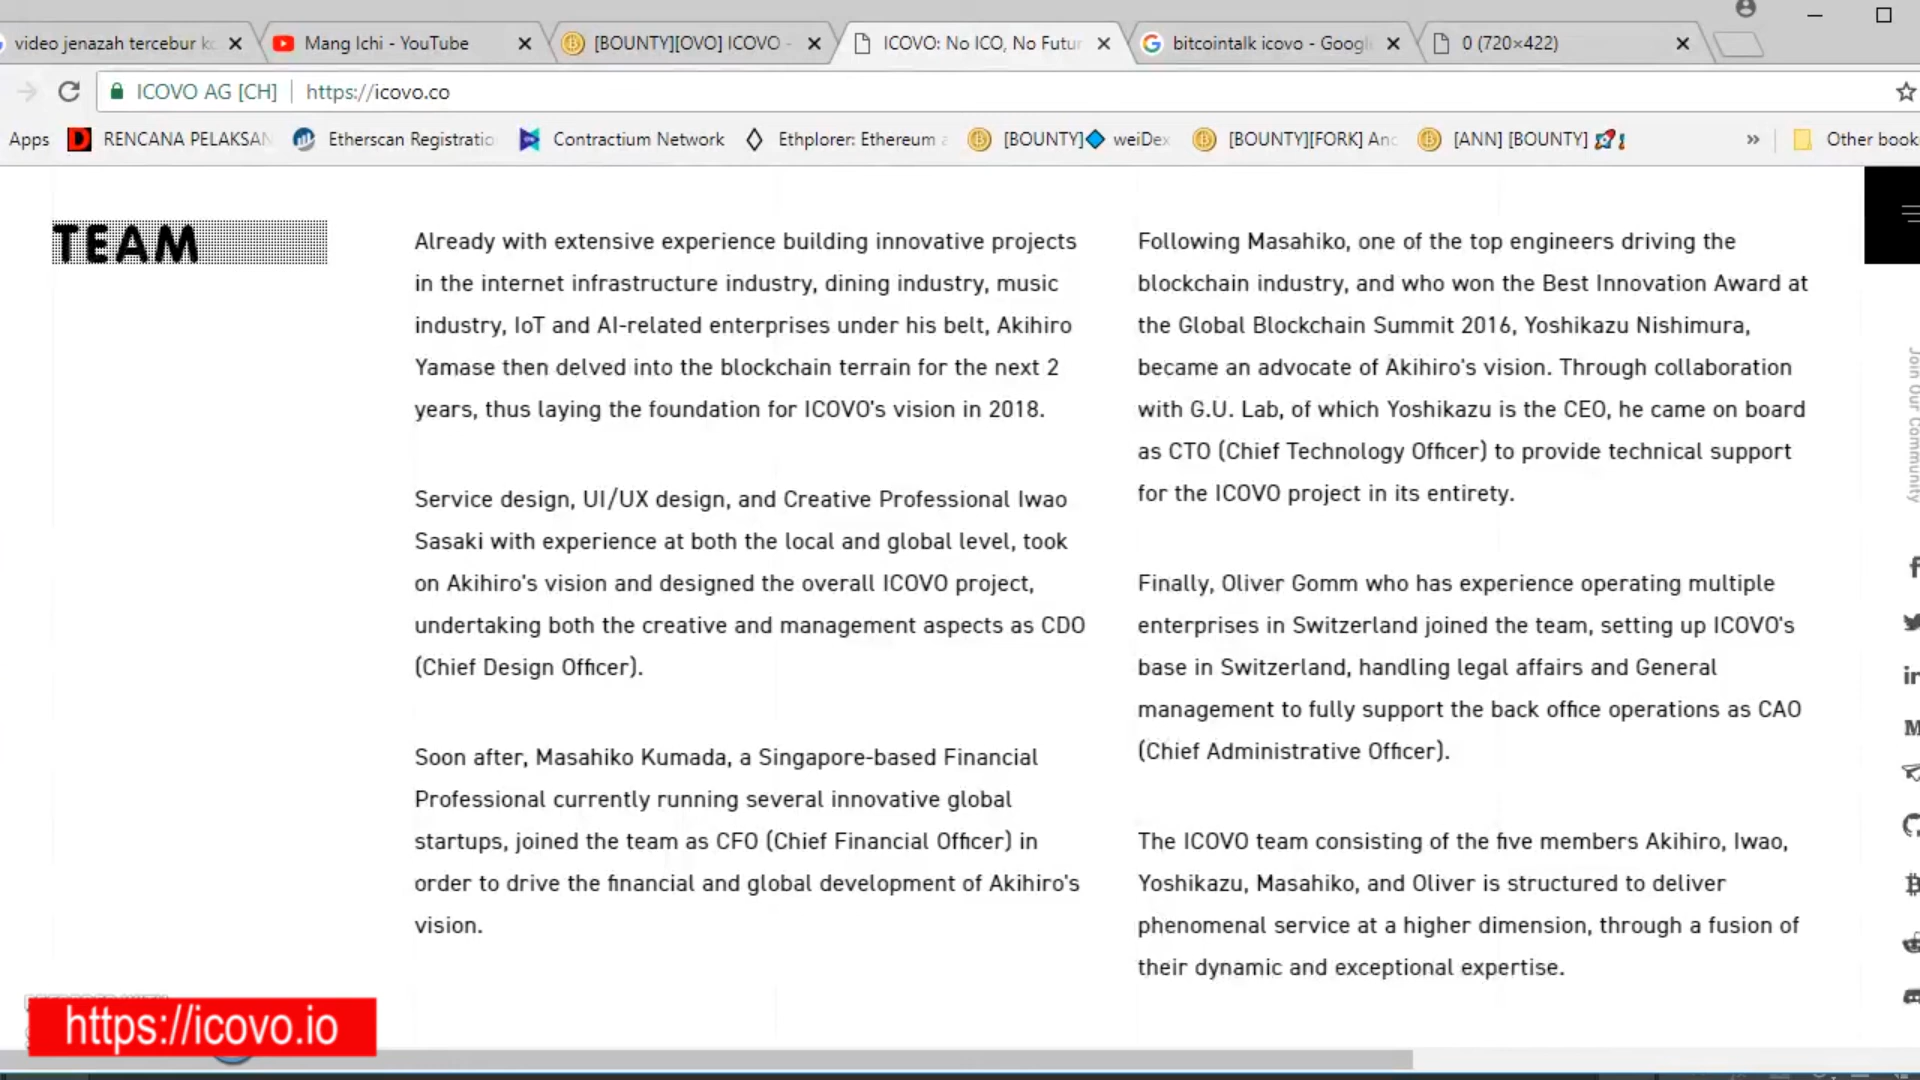 video jenazah tercebur
Mang Ichi - YouTube
[BOUNTY][OVO] ICOVO -
ICOVO: No ICO, No Futur
bitcointalk icovo - Google
0 (720×422)
ICOVO AG [CH]
https://icovo.co
Apps
RENCANA PELAKSAN
Etherscan Registratio
Contractium Network
Ethplorer: Ethereum
[BOUNTY]🔷 weiDex
[BOUNTY][FORK] An
[ANN] [BOUNTY] 🚀
»
Other book
TEAM
Already with extensive experience building innovative projects
in the internet infrastructure industry, dining industry, music
industry, IoT and AI-related enterprises under his belt, Akihiro
Yamase then delved into the blockchain terrain for the next 2
years, thus laying the foundation for ICOVO's vision in 2018.
Service design, UI/UX design, and Creative Professional Iwao
Sasaki with experience at both the local and global level, took
on Akihiro's vision and designed the overall ICOVO project,
undertaking both the creative and management aspects as CDO
(Chief Design Officer).
Soon after, Masahiko Kumada, a Singapore-based Financial
Professional currently running several innovative global
startups, joined the team as CFO (Chief Financial Officer) in
order to drive the financial and global development of Akihiro's
vision.
Following Masahiko, one of the top engineers driving the
blockchain industry, and who won the Best Innovation Award at
the Global Blockchain Summit 2016, Yoshikazu Nishimura,
became an advocate of Akihiro's vision. Through collaboration
with G.U. Lab, of which Yoshikazu is the CEO, he came on board
as CTO (Chief Technology Officer) to provide technical support
for the ICOVO project in its entirety.
Finally, Oliver Gomm who has experience operating multiple
enterprises in Switzerland joined the team, setting up ICOVO's
base in Switzerland, handling legal affairs and General
management to fully support the back office operations as CAO
(Chief Administrative Officer).
The ICOVO team consisting of the five members Akihiro, Iwao,
Yoshikazu, Masahiko, and Oliver is structured to deliver
phenomenal service at a higher dimension, through a fusion of
their dynamic and exceptional expertise.
Join Our Community
https://icovo.io